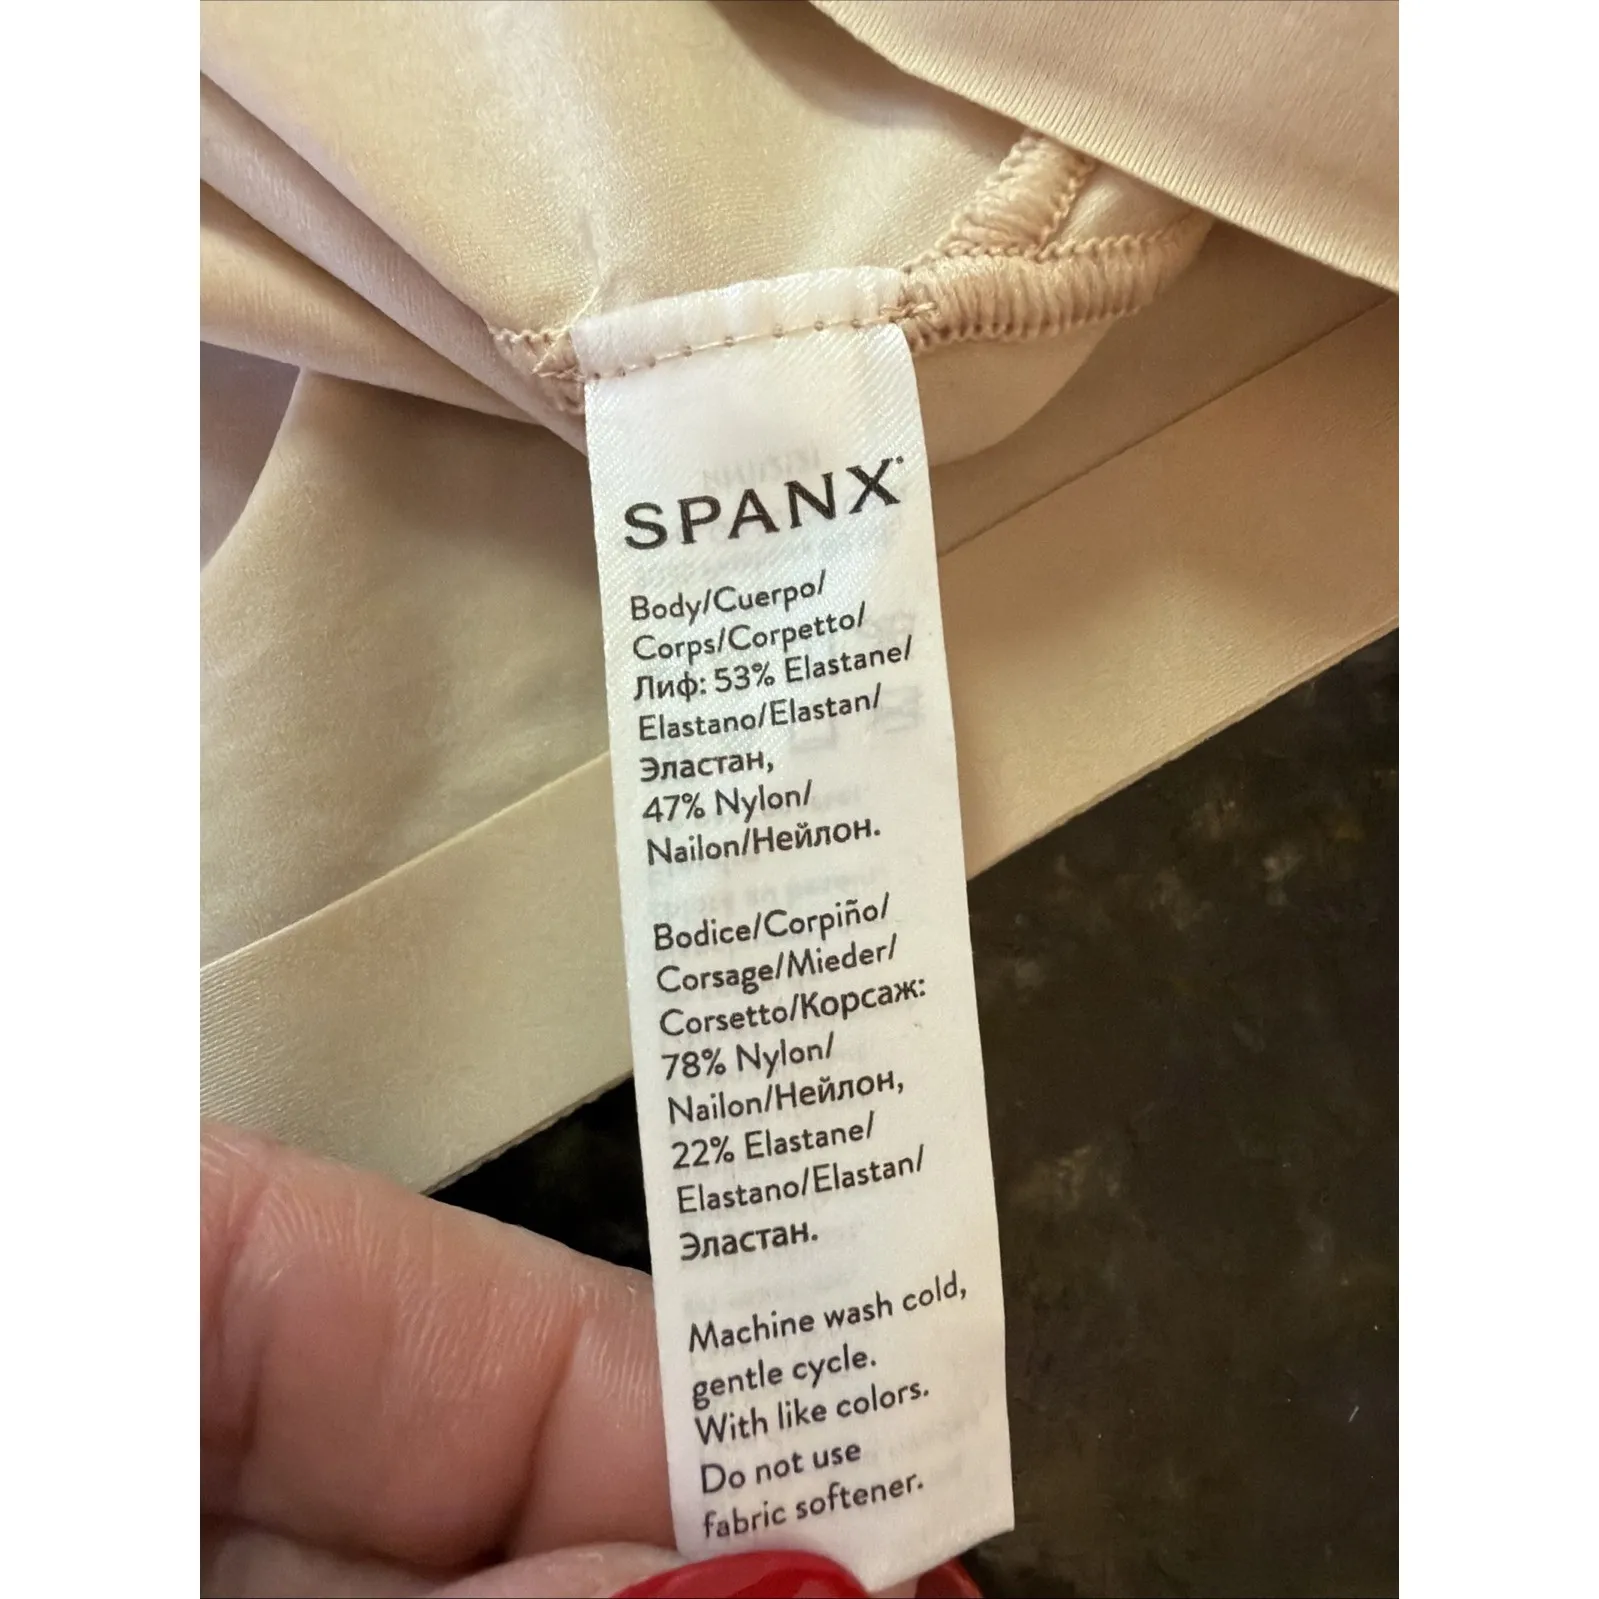 SPANX
Body/Cuerpo/
Corps/Corpetto/
Лиф: 53% Elastane/
Elastano/Elastan/
Эластан,
47% Nylon/
Nailon/Нейлон.
Bodice/Corpiño/
Corsage/Mieder/
Corsetto/Корсаж:
78% Nylon/
Nailon/Нейлон,
22% Elastane/
Elastano/Elastan/
Эластан.
Machine wash cold,
gentle cycle.
With like colors.
Do not use
fabric softener.